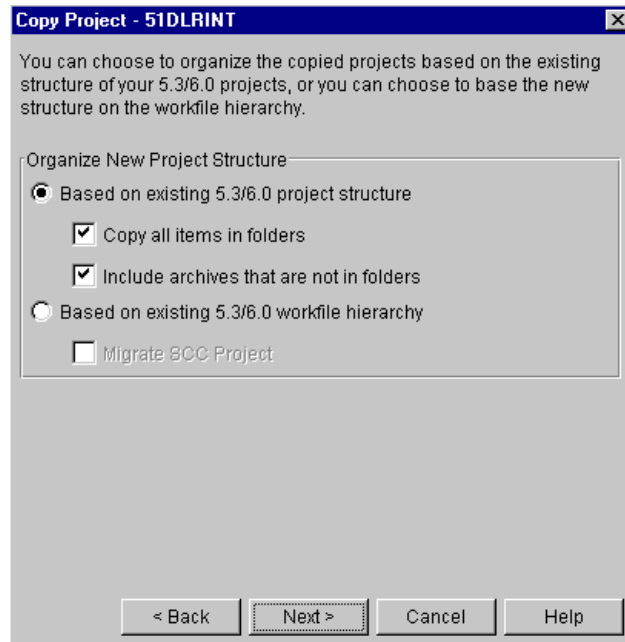 Copy Project - 51DLRINT
You can choose to organize the copied projects based on the existing
structure of your 5.3/6.0 projects, or you can choose to base the new
structure on the workfile hierarchy.
Organize New Project Structure
Based on existing 5.3/6.0 project structure
Copy all items in folders
Include archives that are not in folders
Based on existing 5.3/6.0 workfile hierarchy
Migrate SCC Project
< Back Next > Cancel Help